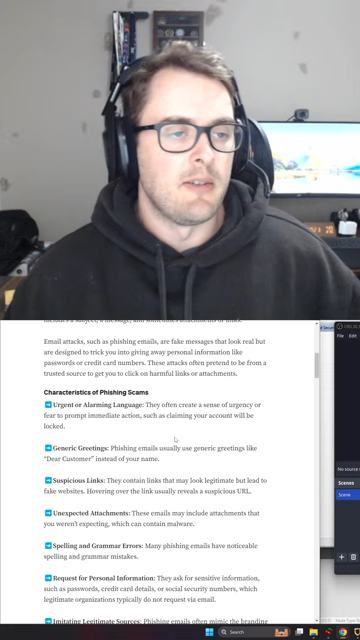 includes a subject, a message, and sometimes attachments or links.
Email attacks, such as phishing emails, are fake messages that look real but
are designed to trick you into giving away personal information like
passwords or credit card numbers. These attacks often pretend to be from a
trusted source to get you to click on harmful links or attachments.
Characteristics of Phishing Scams
➡️Urgent or Alarming Language: They often create a sense of urgency or
fear to prompt immediate action, such as claiming your account will be
locked.
➡️Generic Greetings: Phishing emails usually use generic greetings like
“Dear Customer” instead of your name.
➡️Suspicious Links: They contain links that may look legitimate but lead to
fake websites. Hovering over the link usually reveals a suspicious URL.
➡️Unexpected Attachments: These emails may include attachments that
you weren’t expecting, which can contain malware.
➡️Spelling and Grammar Errors: Many phishing emails have noticeable
spelling and grammar mistakes.
➡️Request for Personal Information: They ask for sensitive information,
such as passwords, credit card details, or social security numbers, which
legitimate organizations typically do not request via email.
➡️Imitating Legitimate Sources: Phishing emails often mimic the branding
File Edit
No source
Scenes
Scene
Search